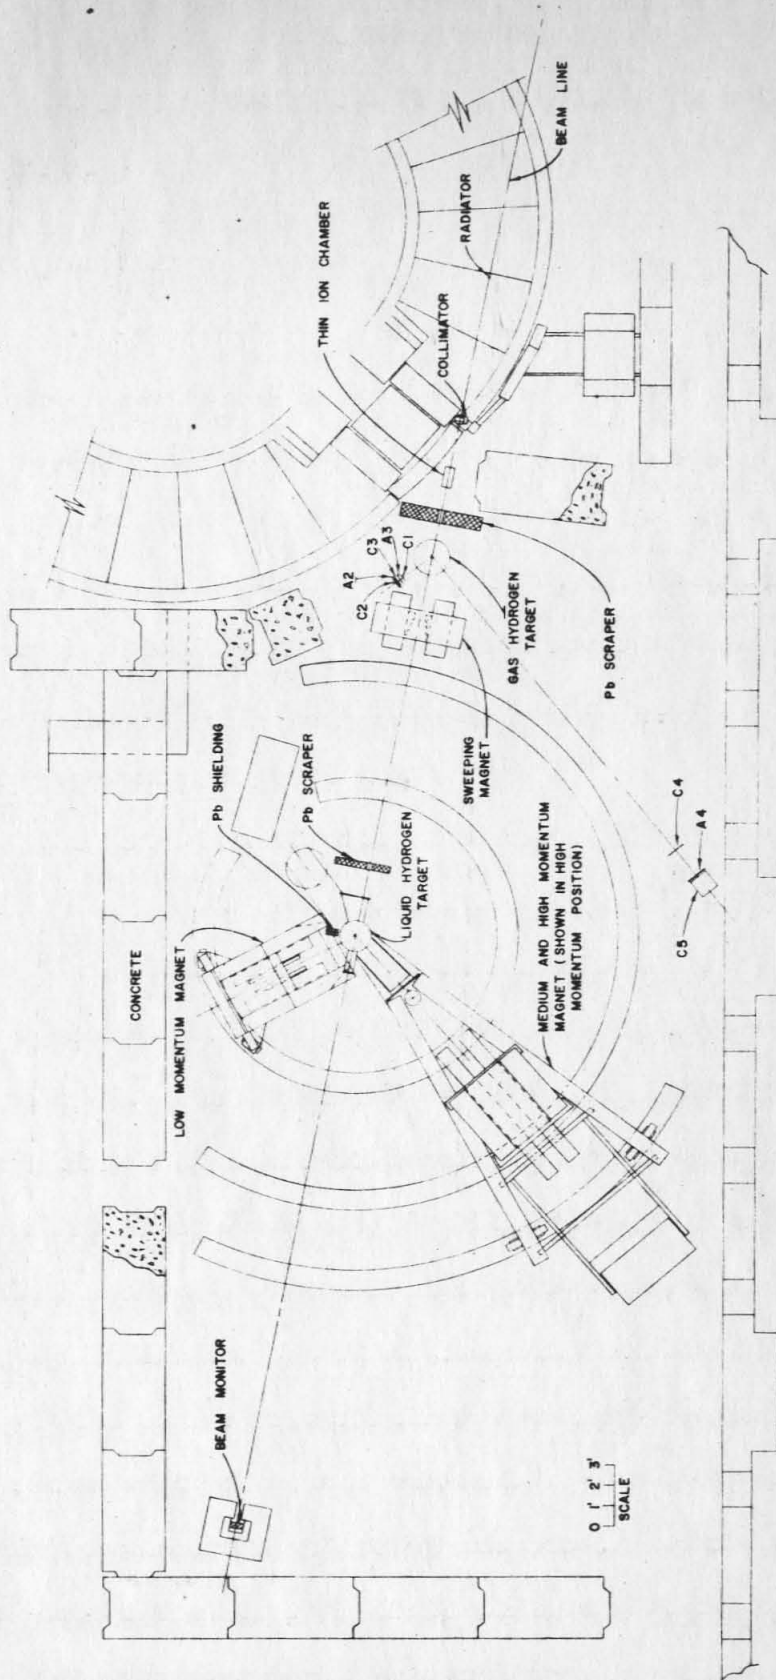 BEAM LINE
RADIATOR
THIN ION CHAMBER
COLLIMATOR
A2
C3
A3
C1
C2
GAS HYDROGEN
TARGET
Pb SCRAPER
SWEEPING
MAGNET
Pb SHIELDING
Pb SCRAPER
LIQUID HYDROGEN
TARGET
C4
A4
C5
MEDIUM AND HIGH MOMENTUM
MAGNET (SHOWN IN HIGH
MOMENTUM POSITION)
CONCRETE
LOW MOMENTUM MAGNET
BEAM MONITOR
0 1' 2' 3'
SCALE